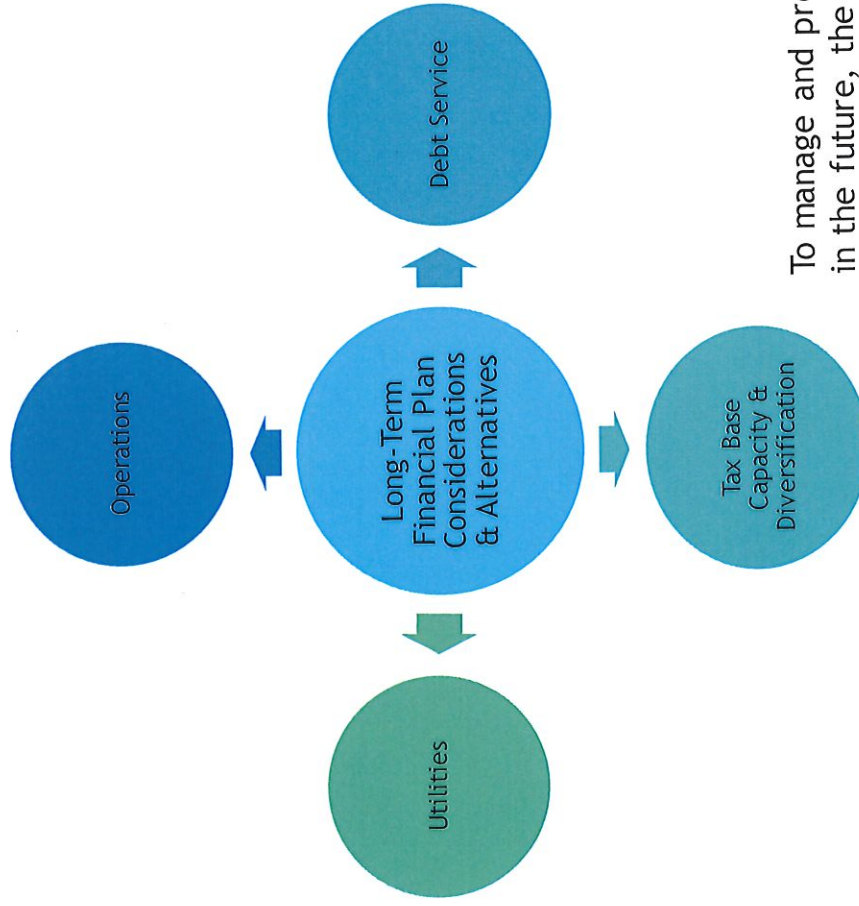 Utilities
Tax Base
Capacity &
Diversification
Long-Term
Financial Plan
Considerations
& Alternatives
Operations
Debt Service
To manage and
in the future, the